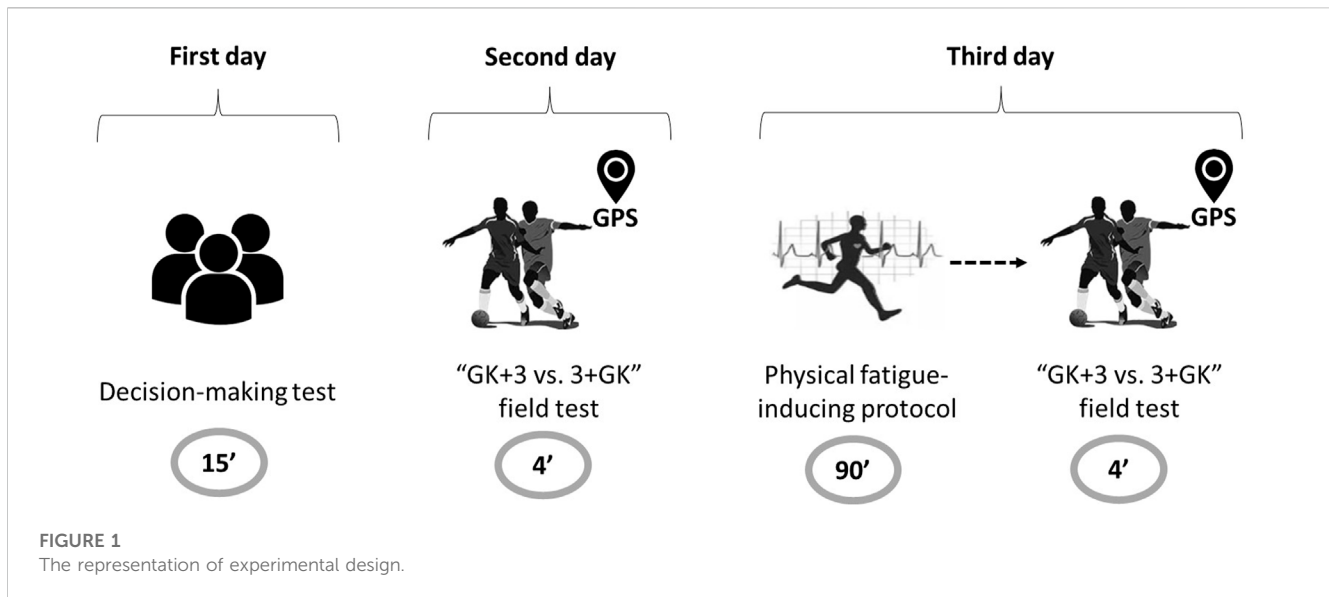 First day
Second day
Third day
GPS
GPS
Decision-making test
“GK+3 vs. 3+GK”
field test
Physical fatigue-
inducing protocol
“GK+3 vs. 3+GK”
field test
15’
4’
90’
4’
FIGURE 1
The representation of experimental design.